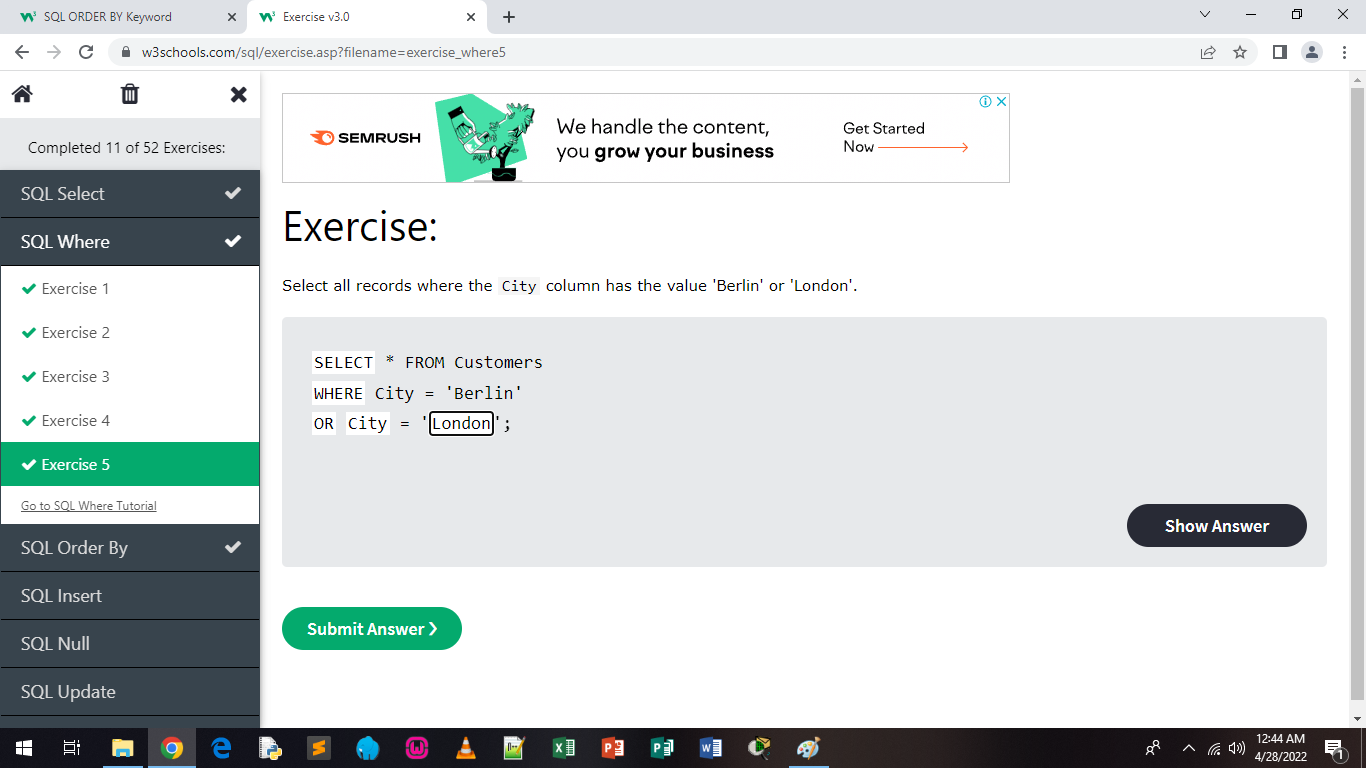 SQL ORDER BY Keyword
Exercise v3.0
w3schools.com/sql/exercise.asp?filename=exercise_where5
Completed 11 of 52 Exercises:
SQL Select
SQL Where
Exercise 1
Exercise 2
Exercise 3
Exercise 4
Exercise 5
Go to SQL Where Tutorial
SQL Order By
SQL Insert
SQL Null
SQL Update
SEMRUSH
We handle the content,
you grow your business
Get Started
Now
Exercise:
Select all records where the City column has the value 'Berlin' or 'London'.
SELECT * FROM Customers
WHERE City = 'Berlin'
OR City = 'London';
Show Answer
Submit Answer ❯
12:44 AM
4/28/2022
1